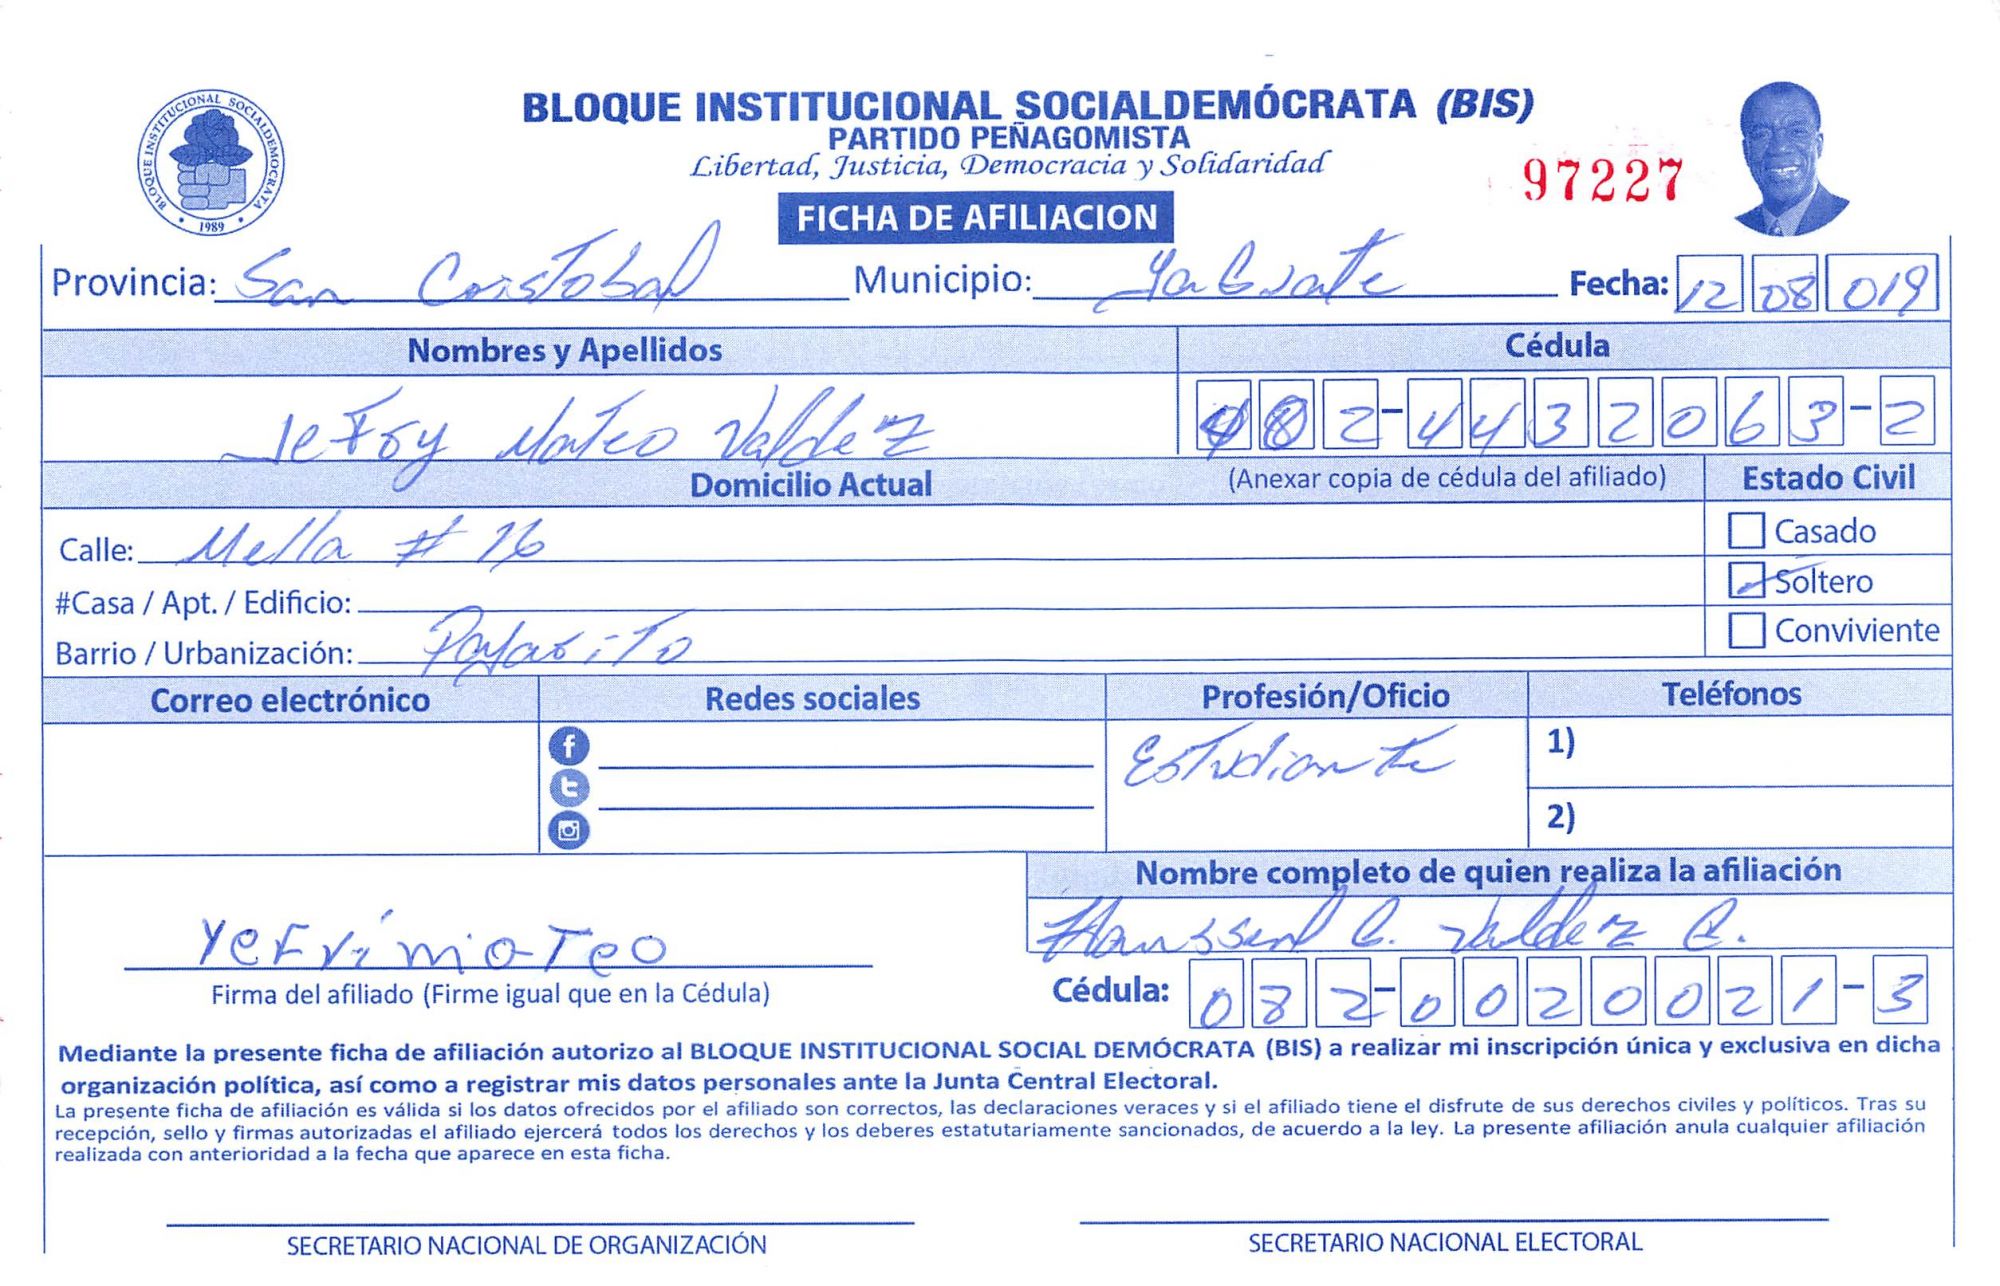 BLOQUE INSTITUCIONAL SOCIALDEMÓCRATA (BIS)
PARTIDO PEÑAGOMISTA
Libertad, Justicia, Democracia y Solidaridad
BLOQUE INSTITUCIONAL SOCIALDEMOCRATA
1989
97227
FICHA DE AFILIACION
Provincia: San Cristobal Municipio: Yaguate Fecha: 12 08 019
Nombres y Apellidos Cédula
Jefry Mateo Valdez 402-4432063-2
Domicilio Actual (Anexar copia de cédula del afiliado) Estado Civil
Calle: Mella # 26 Casado
#Casa / Apt. / Edificio: Soltero
Barrio / Urbanización: Pajarito Conviviente
Correo electrónico Redes sociales Profesión/Oficio Teléfonos
Estudiante 1)
2)
Nombre completo de quien realiza la afiliación
C. Valdez C.
Yefri mateo
Firma del afiliado (Firme igual que en la Cédula) Cédula: 082-0020021-3
Mediante la presente ficha de afiliación autorizo al BLOQUE INSTITUCIONAL SOCIAL DEMÓCRATA (BIS) a realizar mi inscripción única y exclusiva en dicha
organización política, así como a registrar mis datos personales ante la Junta Central Electoral.
La presente ficha de afiliación es válida si los datos ofrecidos por el afiliado son correctos, las declaraciones veraces y si el afiliado tiene el disfrute de sus derechos civiles y políticos. Tras su
recepción, sello y firmas autorizadas el afiliado ejercerá todos los derechos y los deberes estatutariamente sancionados, de acuerdo a la ley. La presente afiliación anula cualquier afiliación
realizada con anterioridad a la fecha que aparece en esta ficha.
SECRETARIO NACIONAL DE ORGANIZACIÓN SECRETARIO NACIONAL ELECTORAL